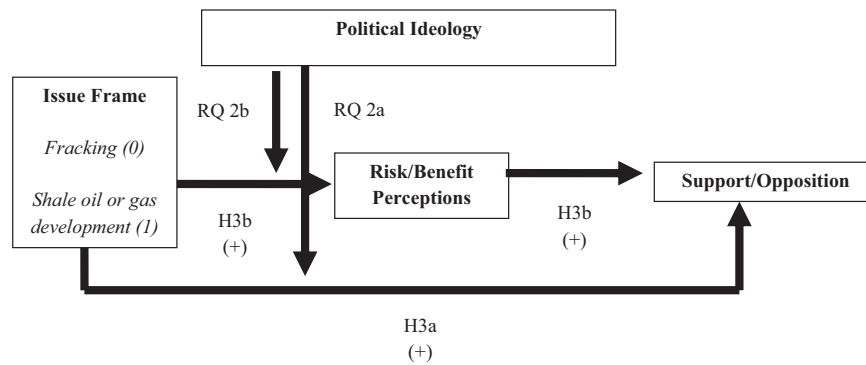 Political Ideology
Issue Frame
Fracking (0)
Shale oil or gas
development (1)
RQ 2b
RQ 2a
Risk/Benefit
Perceptions
Support/Opposition
H3b
(+)
H3b
(+)
H3a
(+)